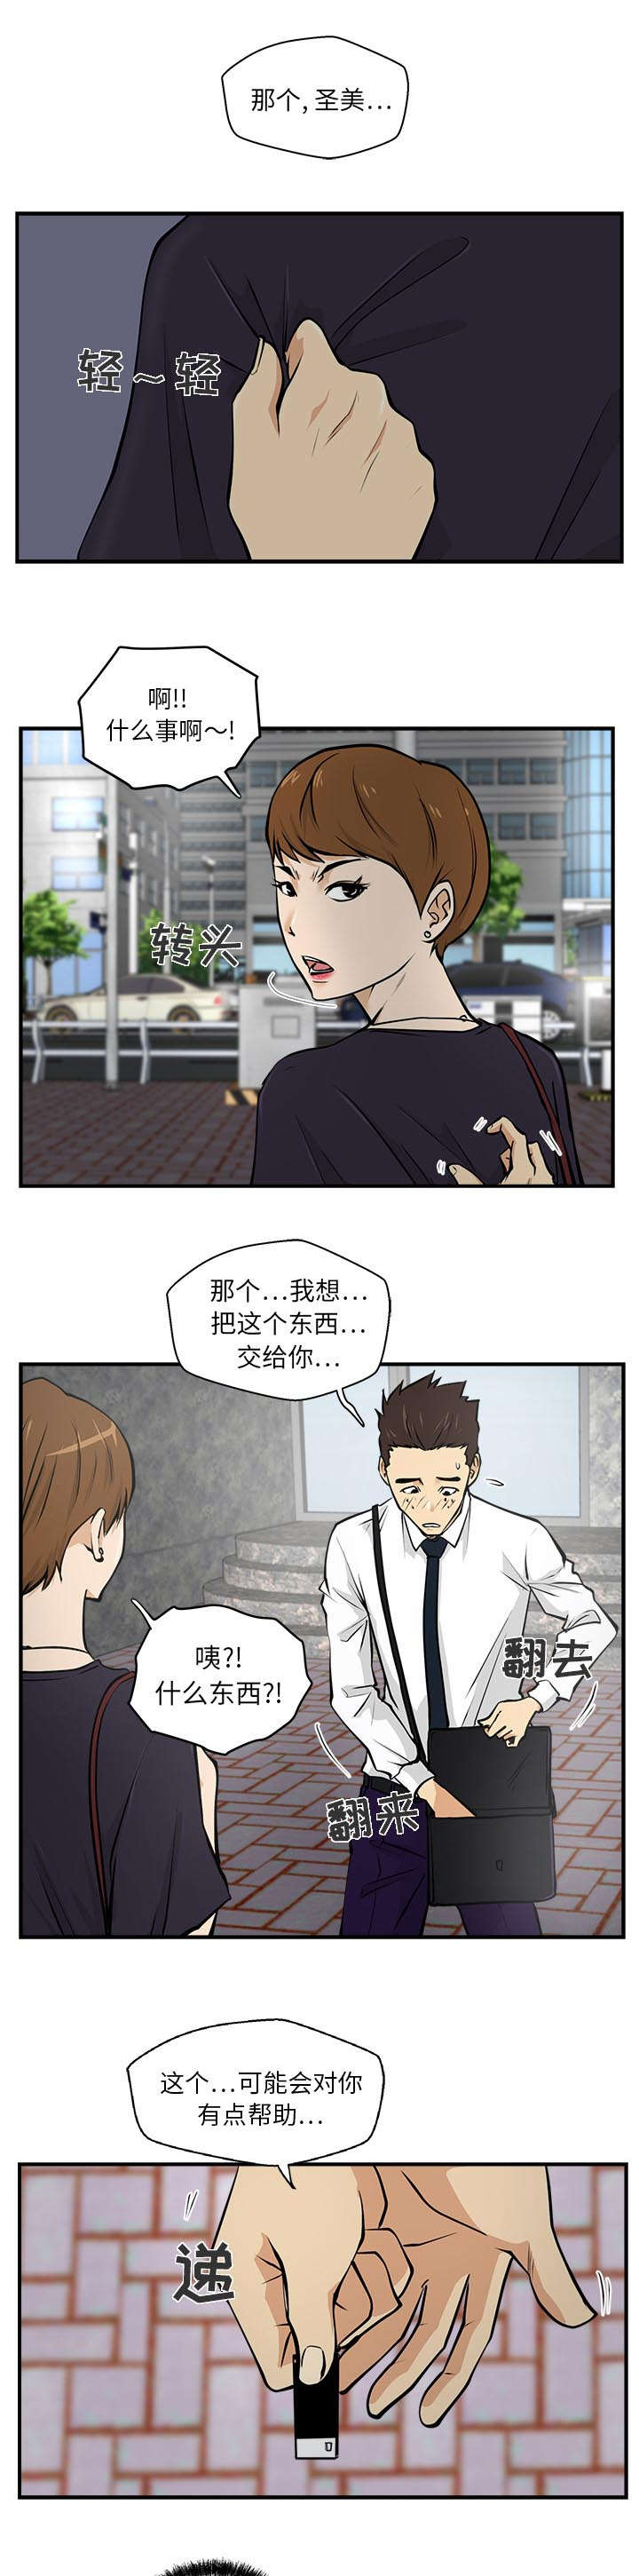 那个,圣美...
轻~轻
啊!!
什么事啊~!
转头
那个...我想...
把这个东西...
交给你...
咦?!
什么东西?!
翻去
翻来
这个...可能会对你
有点帮助...
递